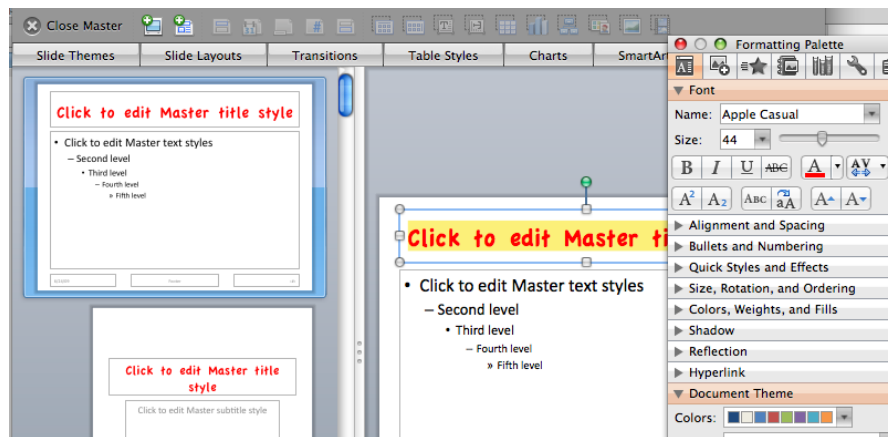 Close Master
Slide Themes
Slide Layouts
Transitions
Table Styles
Charts
SmartArt
Click to edit Master title style
• Click to edit Master text styles
– Second level
• Third level
– Fourth level
» Fifth level
Click to edit Master title
style
Click to edit Master subtitle style
Click to edit Master ti
• Click to edit Master text styles
– Second level
• Third level
– Fourth level
» Fifth level
Formatting Palette
Font
Name: Apple Casual
Size: 44
B I U ABC A AV
A² A₂ ABC aA A A
Alignment and Spacing
Bullets and Numbering
Quick Styles and Effects
Size, Rotation, and Ordering
Colors, Weights, and Fills
Shadow
Reflection
Hyperlink
Document Theme
Colors: